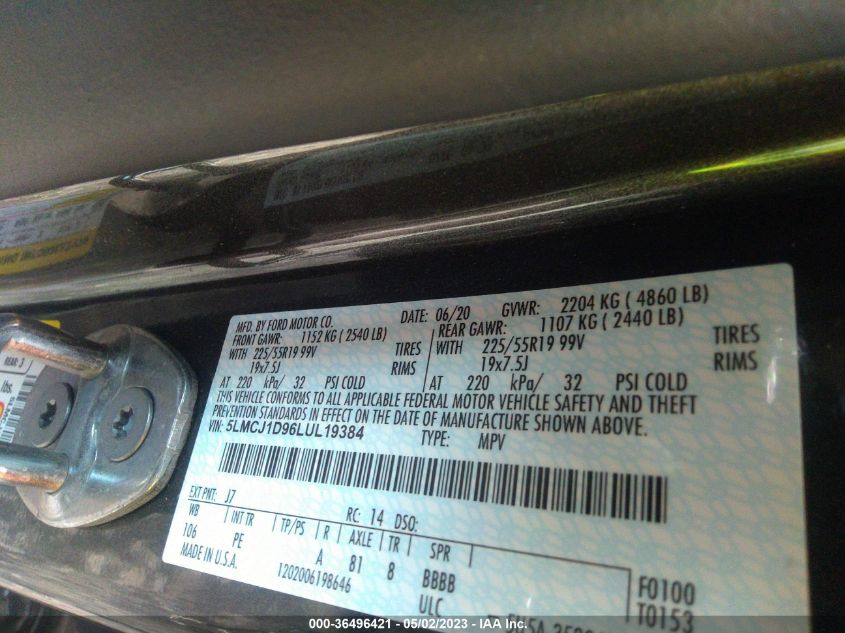 MFD. BY FORD MOTOR CO.
DATE: 06/20 GVWR: 2204 KG ( 4860 LB)
FRONT GAWR: 1152 KG ( 2540 LB)
REAR GAWR: 1107 KG ( 2440 LB)
WITH 225/55R19 99V TIRES
WITH 225/55R19 99V TIRES
19x7.5J RIMS
19x7.5J RIMS
AT 220 kPa/ 32 PSI COLD
AT 220 kPa/ 32 PSI COLD
THIS VEHICLE CONFORMS TO ALL APPLICABLE FEDERAL MOTOR VEHICLE SAFETY AND THEFT
PREVENTION STANDARDS IN EFFECT ON THE DATE OF MANUFACTURE SHOWN ABOVE.
VIN: 5LMCJ1D96LUL19384
TYPE: MPV
EXT PNT: J7 RC: 14 DSO:
WB INT TR TP/PS R AXLE TR SPR
106 PE A 81 8 BBBB
MADE IN U.S.A. 1202006198646 ULC
F0100
T0153
REAR: 3
lbs.
000-36496421 - 05/02/2023 - IAA Inc.